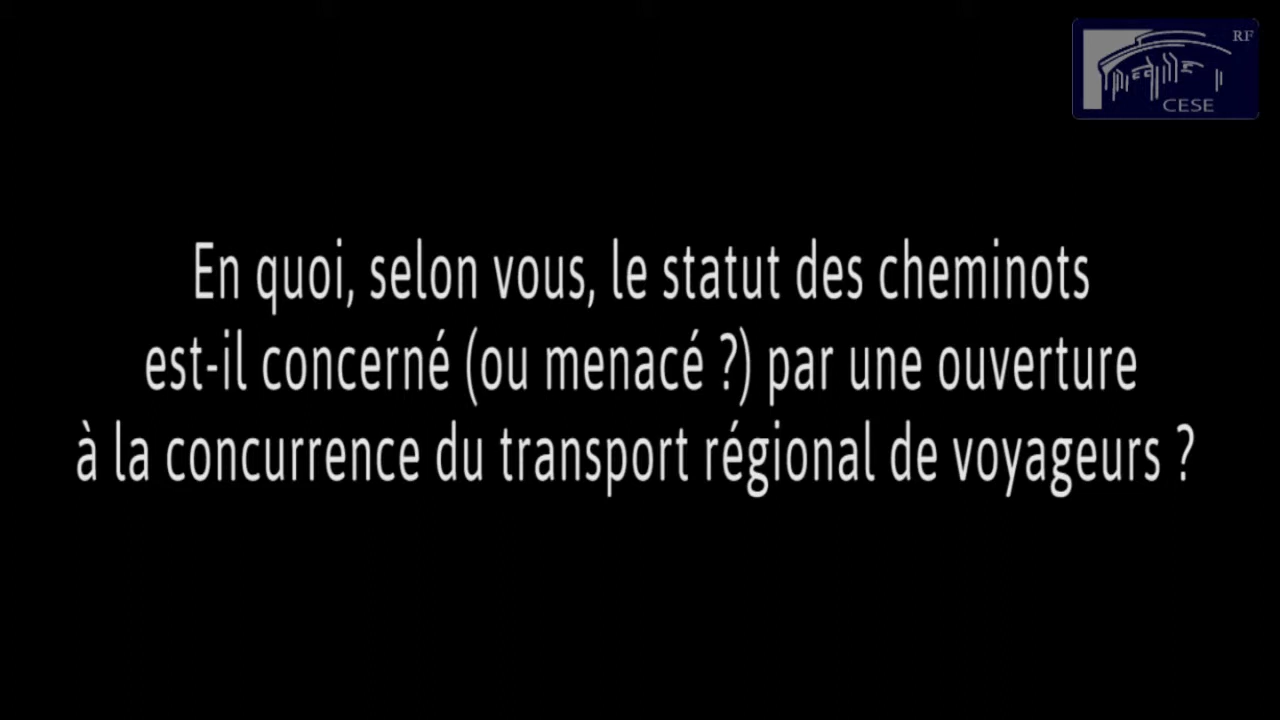 RF
CESE
En quoi, selon vous, le statut des cheminots
est-il concerné (ou menacé ?) par une ouverture
à la concurrence du transport régional de voyageurs ?